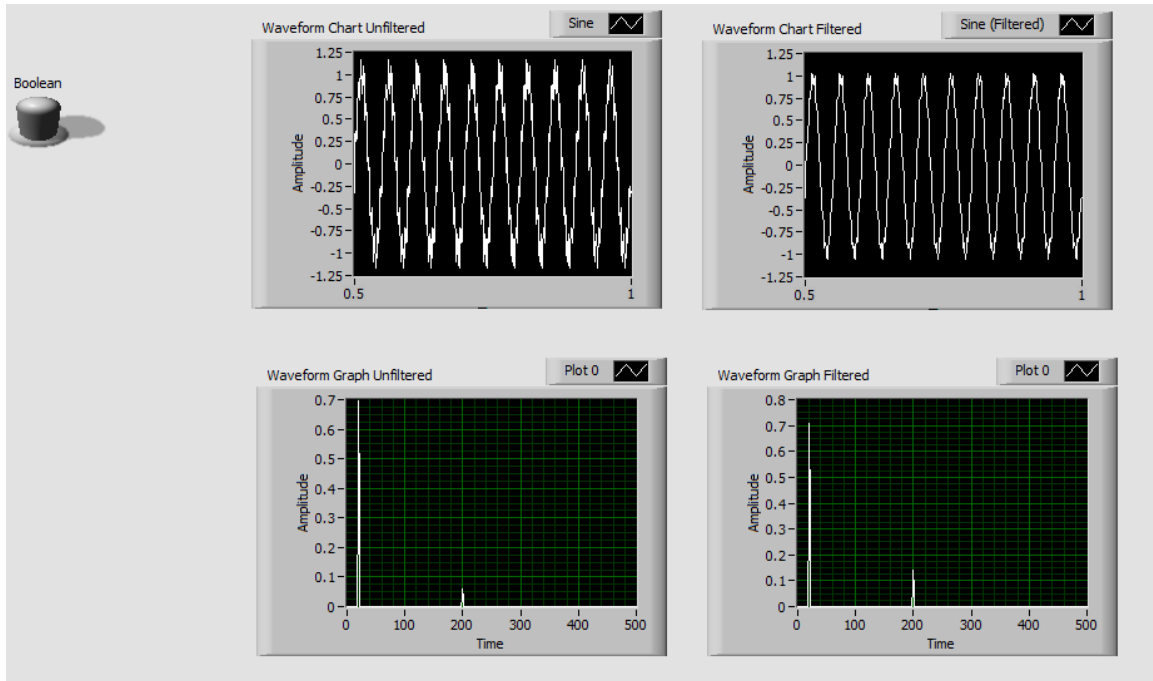 Boolean
Waveform Chart Unfiltered
Sine
1.25
1
0.75
0.5
0.25
0
-0.25
-0.5
-0.75
-1
-1.25
Amplitude
0.5 1
Waveform Chart Filtered
Sine (Filtered)
1.25
1
0.75
0.5
0.25
0
-0.25
-0.5
-0.75
-1
-1.25
Amplitude
0.5 1
Waveform Graph Unfiltered
Plot 0
0.7
0.6
0.5
0.4
0.3
0.2
0.1
0
Amplitude
0 100 200 300 400 500
Time
Waveform Graph Filtered
Plot 0
0.8
0.7
0.6
0.5
0.4
0.3
0.2
0.1
0
Amplitude
0 100 200 300 400 500
Time